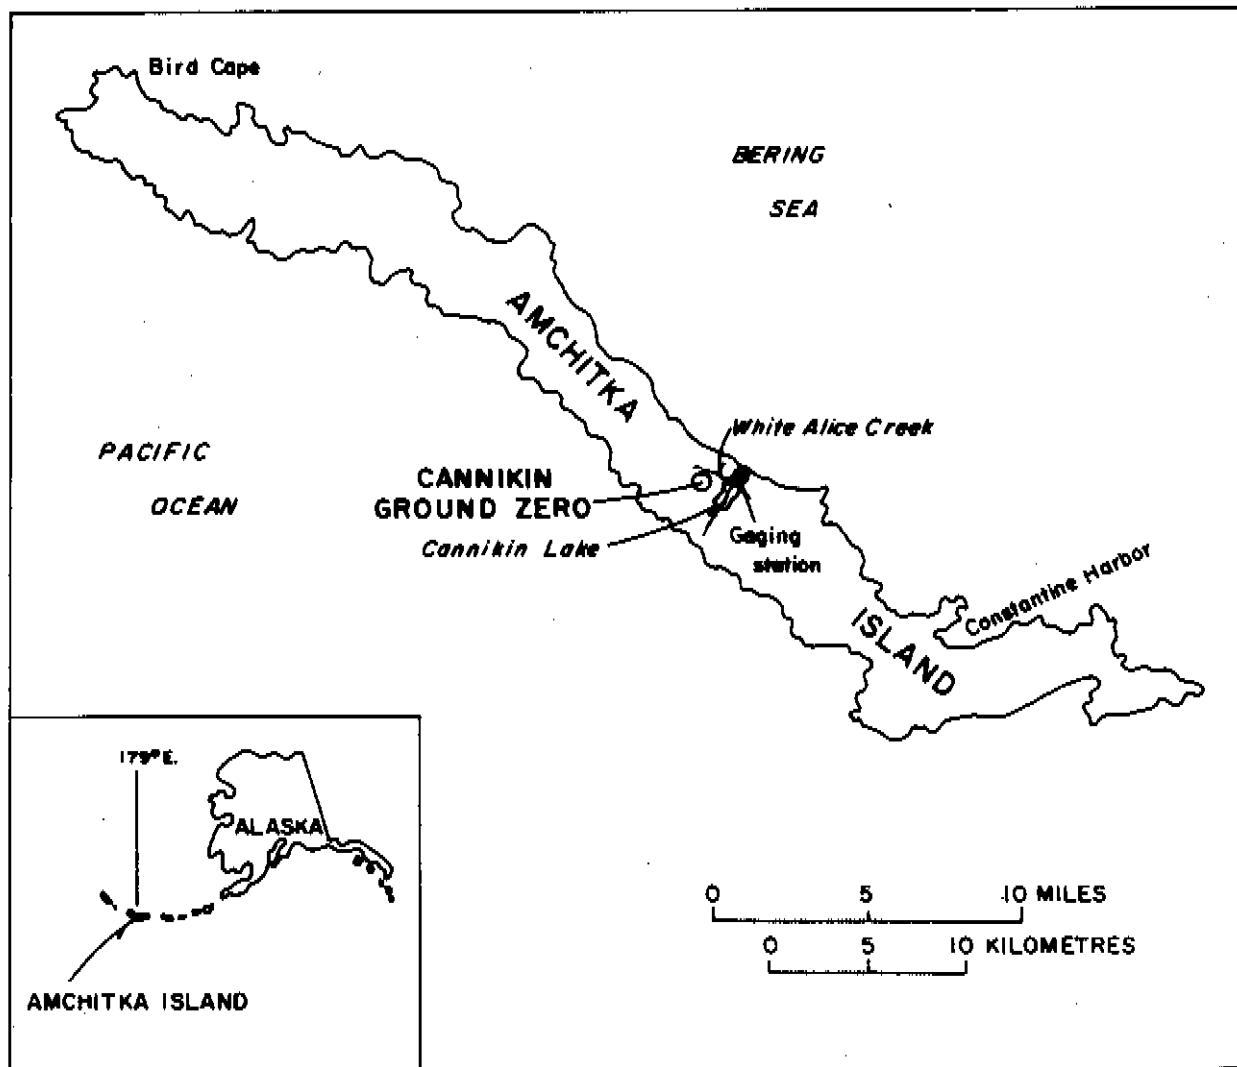 Bird Cape
BERING
SEA
AMCHITKA
White Alice Creek
PACIFIC
OCEAN
CANNIKIN
GROUND ZERO
Cannikin Lake
Gaging
station
Constantine Harbor
ISLAND
179° E.
ALASKA
AMCHITKA ISLAND
0 5 10 MILES
0 5 10 KILOMETRES